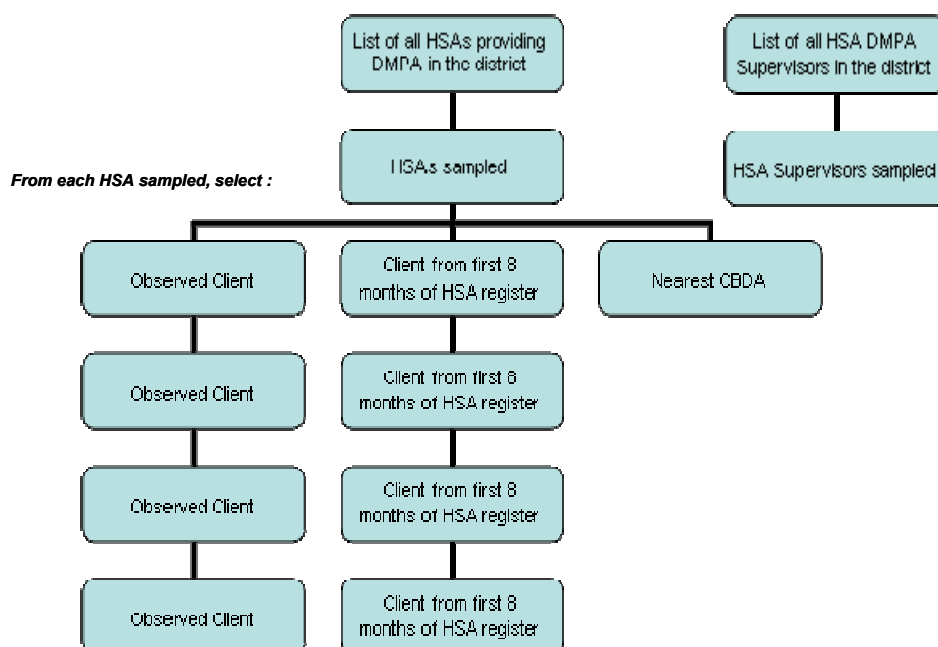 List of all HSAs providing
DMPA in the district
List of all HSA DMPA
Supervisors in the district
HSAs sampled
HSA Supervisors sampled
From each HSA sampled, select :
Observed Client
Client from first 8
months of HSA register
Nearest CBDA
Observed Client
Client from first 8
months of HSA register
Observed Client
Client from first 8
months of HSA register
Observed Client
Client from first 8
months of HSA register